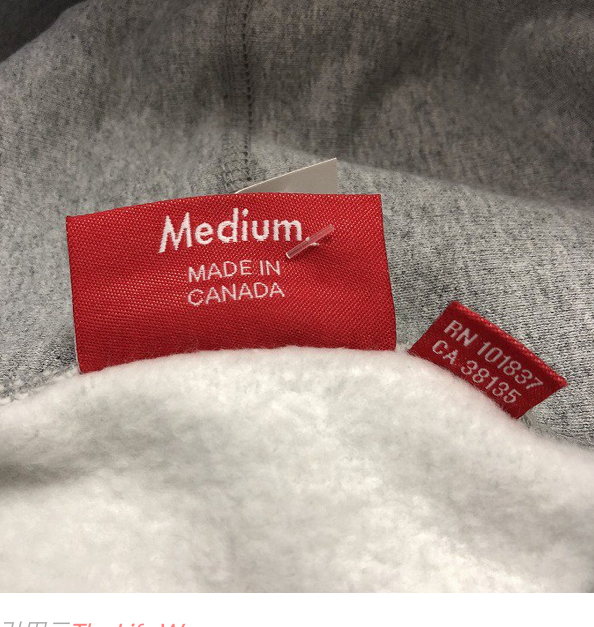 Medium
MADE IN
CANADA
RN 101837
CA 38135